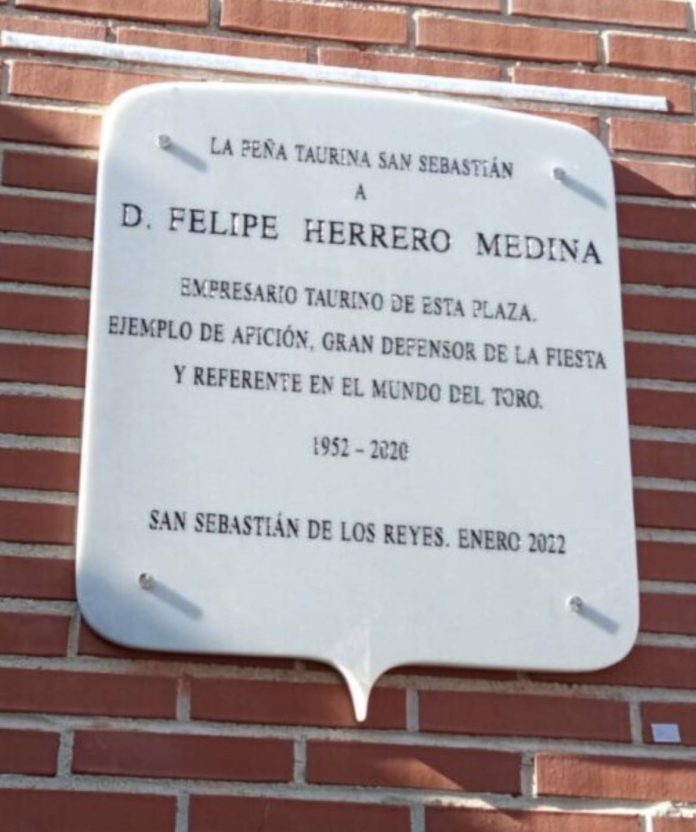 LA PEÑA TAURINA SAN SEBASTIÁN
A
D. FELIPE HERRERO MEDINA
EMPRESARIO TAURINO DE ESTA PLAZA.
EJEMPLO DE AFICIÓN, GRAN DEFENSOR DE LA FIESTA
Y REFERENTE EN EL MUNDO DEL TORO.
1952 – 2020
SAN SEBASTIÁN DE LOS REYES. ENERO 2022